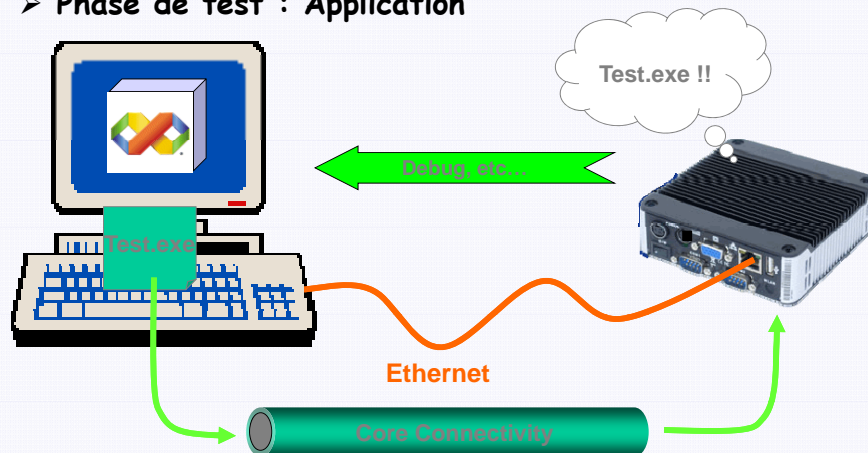 ➢ Phase de test : Application
Test.exe !!
Debug, etc…
Test.exe
Ethernet
Core Connectivity